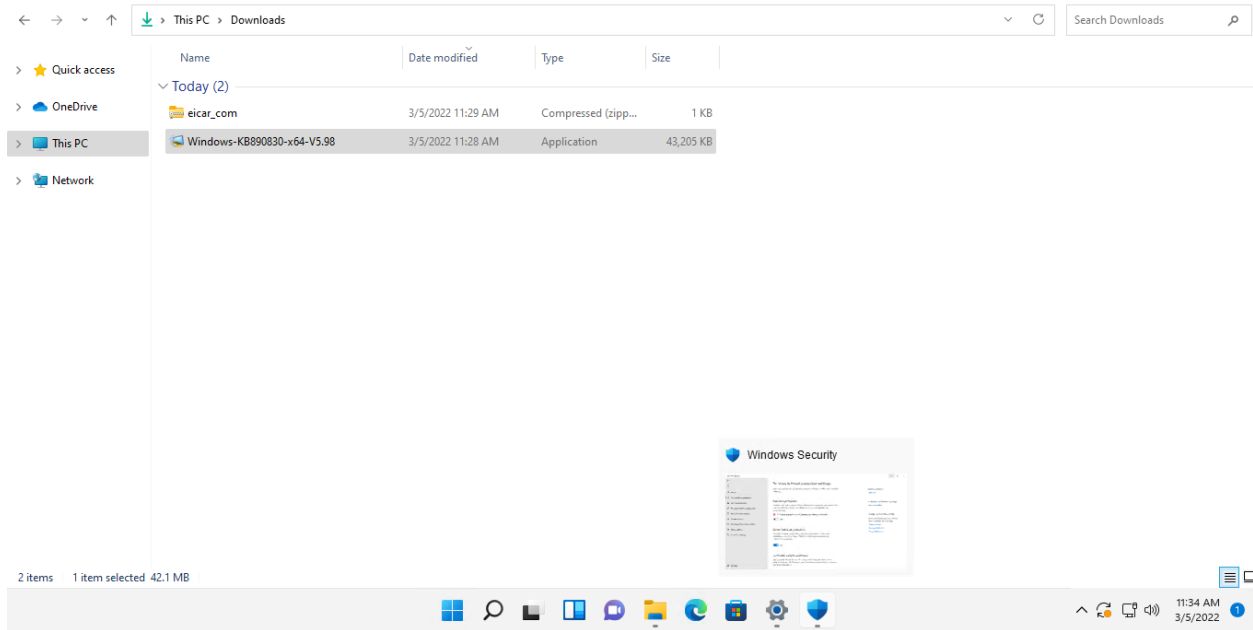 This PC > Downloads
Search Downloads
Name Date modified Type Size
Quick access
Today (2)
OneDrive
eicar_com 3/5/2022 11:29 AM Compressed (zipp... 1 KB
This PC
Windows-KB890830-x64-V5.98 3/5/2022 11:28 AM Application 43,205 KB
Network
Windows Security
2 items 1 item selected 42.1 MB
11:34 AM
3/5/2022
1